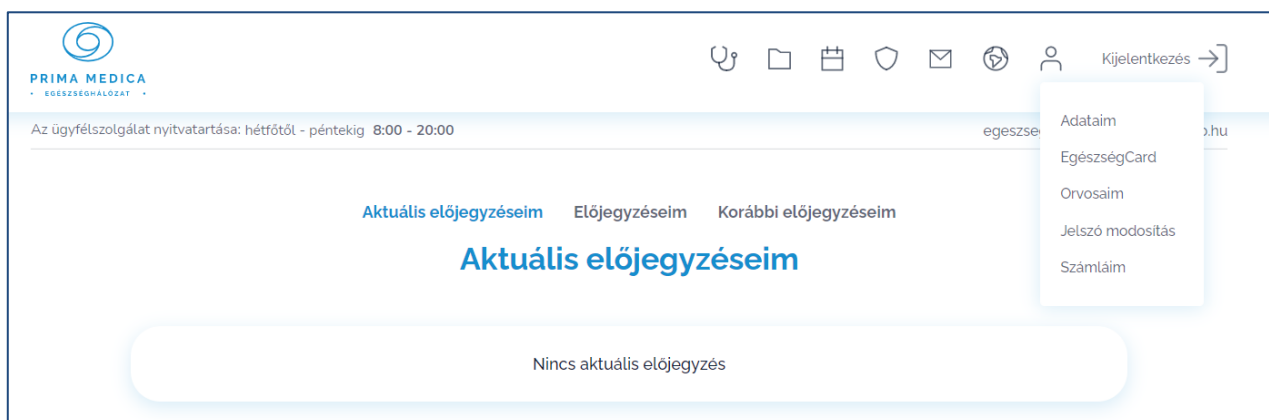 PRIMA MEDICA
• EGÉSZSÉGHÁLÓZAT •
Kijelentkezés
Az ügyfélszolgálat nyitvatartása: hétfőtől - péntekig 8:00 - 20:00
.hu
Adataim
EgészségCard
Orvosaim
Jelszó modosítás
Számláim
Aktuális előjegyzéseim Előjegyzéseim Korábbi előjegyzéseim
Aktuális előjegyzéseim
Nincs aktuális előjegyzés